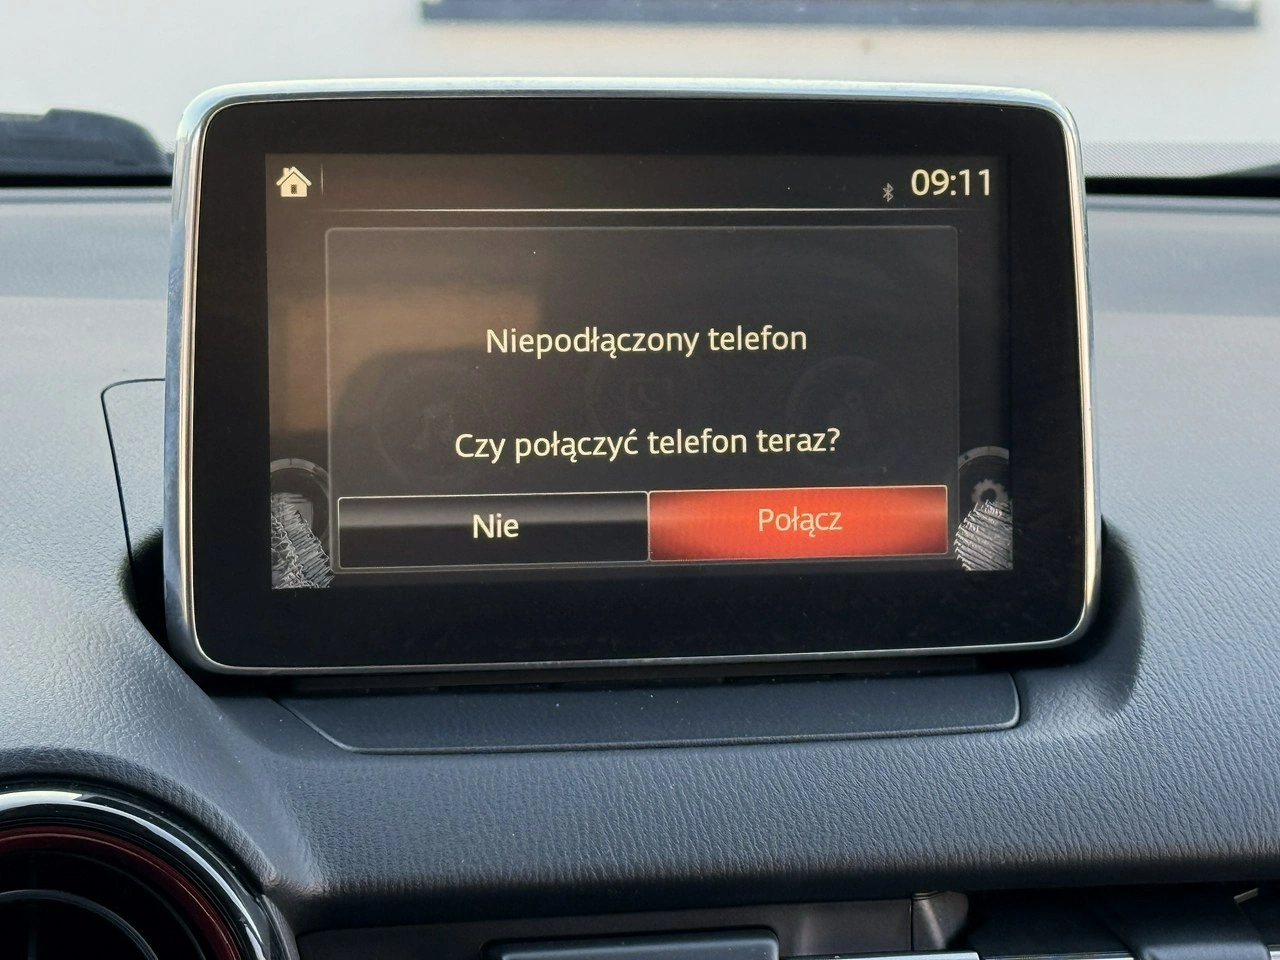 09:11
Niepodłączony telefon
Czy połączyć telefon teraz?
Nie
Połącz